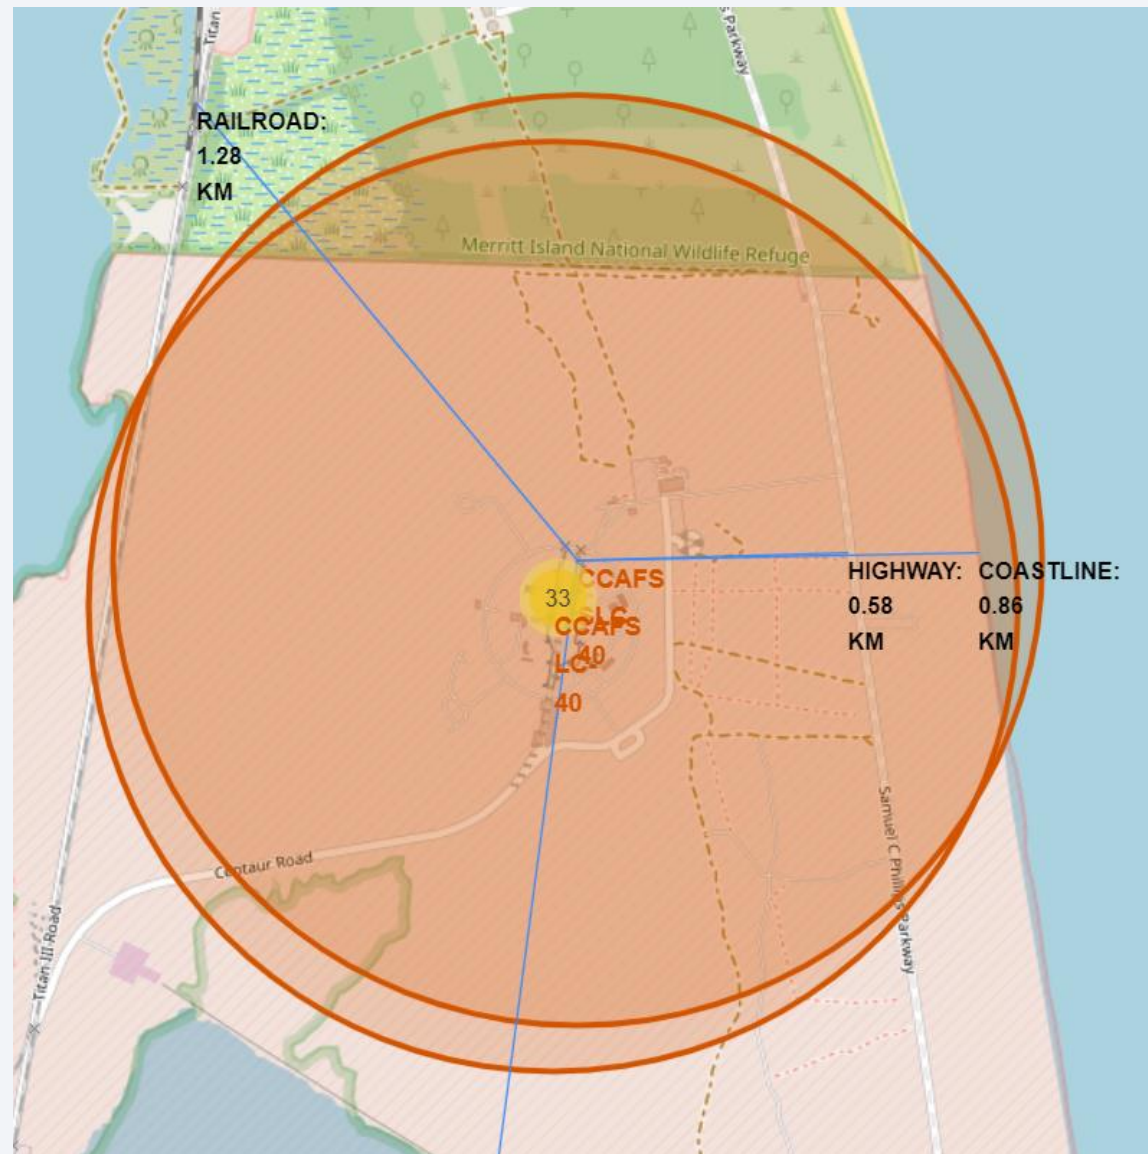 Titan
s Parkway
RAILROAD:
1.28
KM
Merritt Island National Wildlife Refuge
HIGHWAY:
0.58
KM
COASTLINE:
0.86
KM
33
CCAFS
SLC-
40
CCAFS
LC-
40
Centaur Road
Samuel C Phillips Parkway
Titan III Road